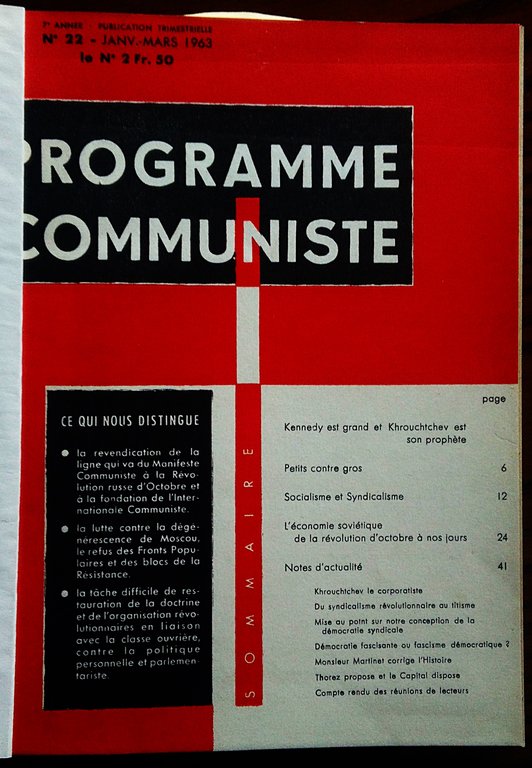 7e ANNÉE - PUBLICATION TRIMESTRIELLE
N° 22 - JANV.-MARS 1963
le N° 2 Fr. 50
PROGRAMME
COMMUNISTE
CE QUI NOUS DISTINGUE
● la revendication de la
ligne qui va du Manifeste
Communiste à la Révo-
lution russe d'Octobre et
à la fondation de l'Inter-
nationale Communiste.
● la lutte contre la dégé-
nérescence de Moscou,
le refus des Fronts Popu-
laires et des blocs de la
Résistance.
● la tâche difficile de res-
tauration de la doctrine
et de l'organisation révo-
lutionnaires en liaison
avec la classe ouvrière,
contre la politique
personnelle et parlemen-
tariste.
SOMMAIRE
page
Kennedy est grand et Khrouchtchev est
son prophète
Petits contre gros 6
Socialisme et Syndicalisme 12
L'économie soviétique
de la révolution d'octobre à nos jours 24
Notes d'actualité 41
Khrouchtchev le corporatiste
Du syndicalisme révolutionnaire au titisme
Mise au point sur notre conception de la
démocratie syndicale
Démocratie fascisante ou fascisme démocratique ?
Monsieur Martinet corrige l'Histoire
Thorez propose et le Capital dispose
Compte rendu des réunions de lecteurs